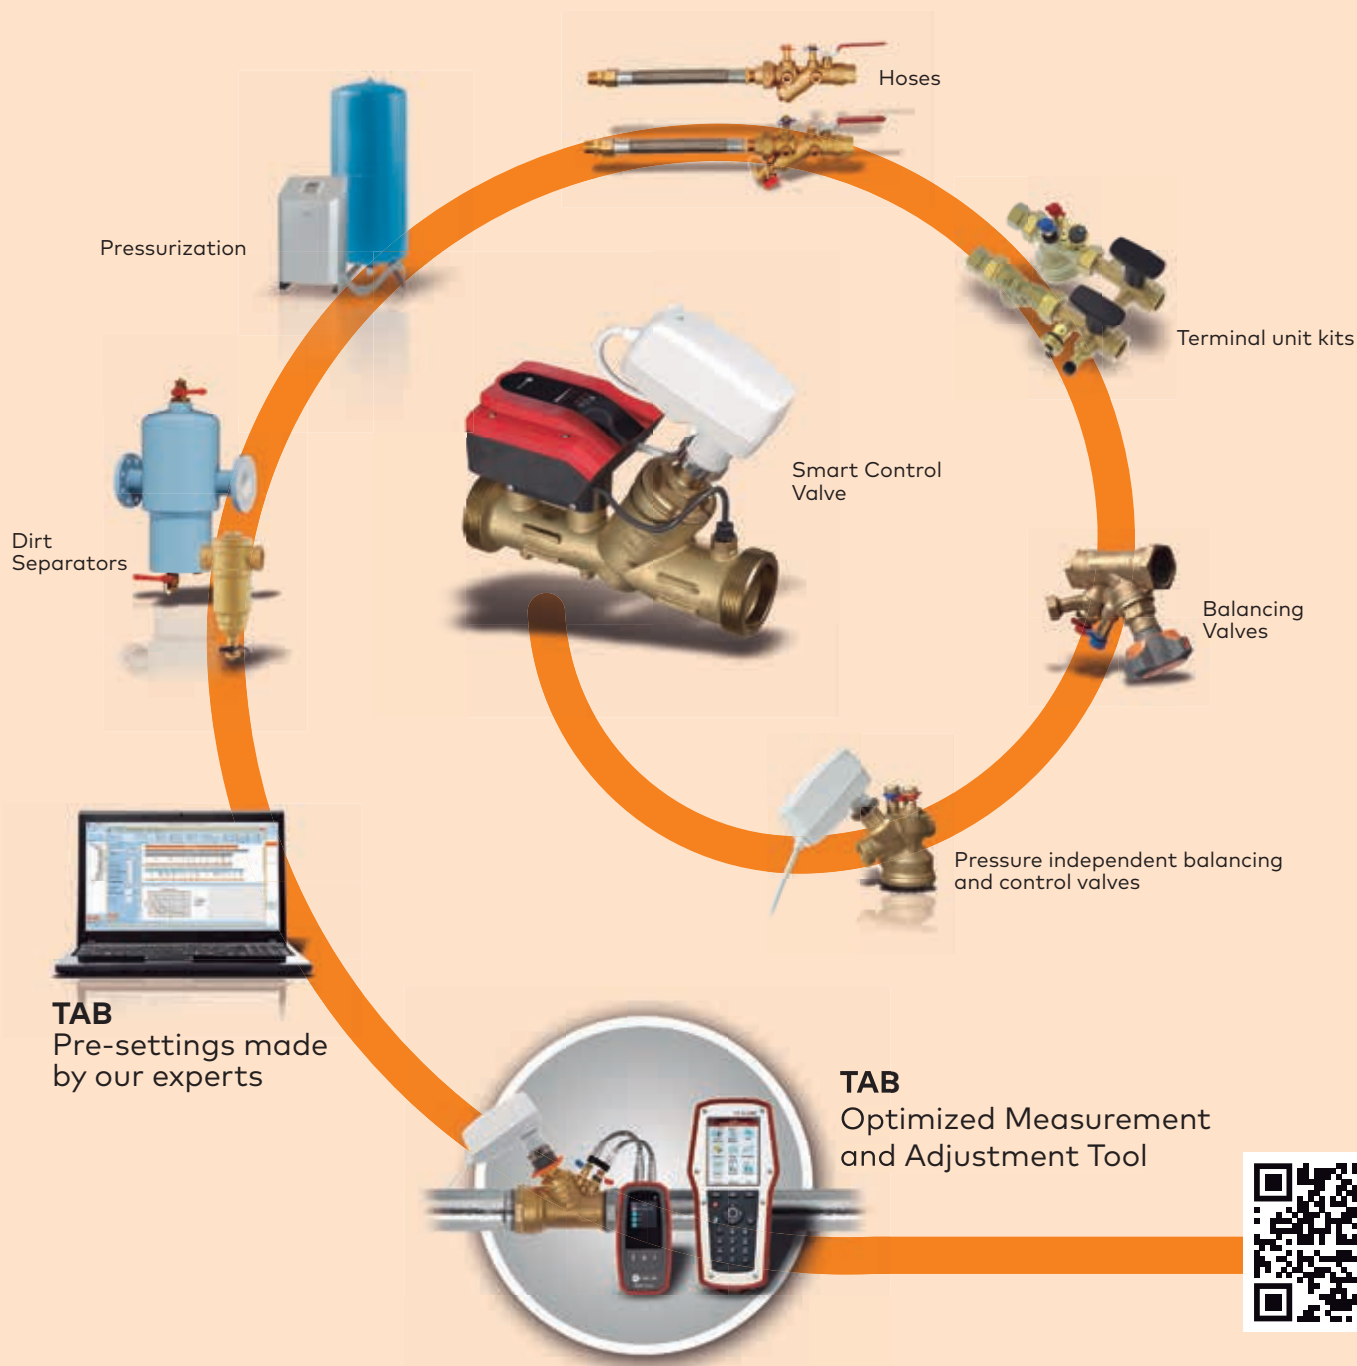 Hoses
Pressurization
Terminal unit kits
Smart Control
Valve
Dirt
Separators
Balancing
Valves
Pressure independent balancing
and control valves
TAB
Pre-settings made
by our experts
TAB
Optimized Measurement
and Adjustment Tool